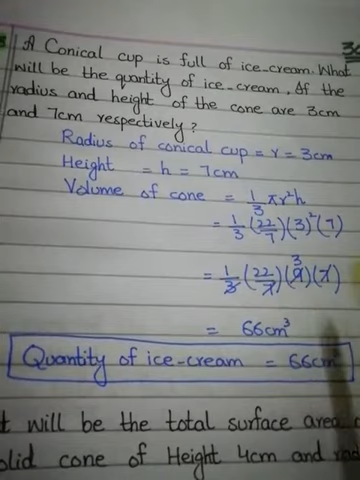 A Conical cup is full of ice-cream. What
will be the quantity of ice-cream, If the
radius and height of the cone are 3cm
and 7cm respectively?
Radius of conical cup = r = 3cm
Height = h = 7cm
Volume of cone = 1/3 πr²h
= 1/3 (22/7)(3)²(7)
= 1/3 (22/7)(9)(7) 3
= 66cm³
Quantity of ice-cream = 66cm³
will be the total surface area
cone of Height 4cm and